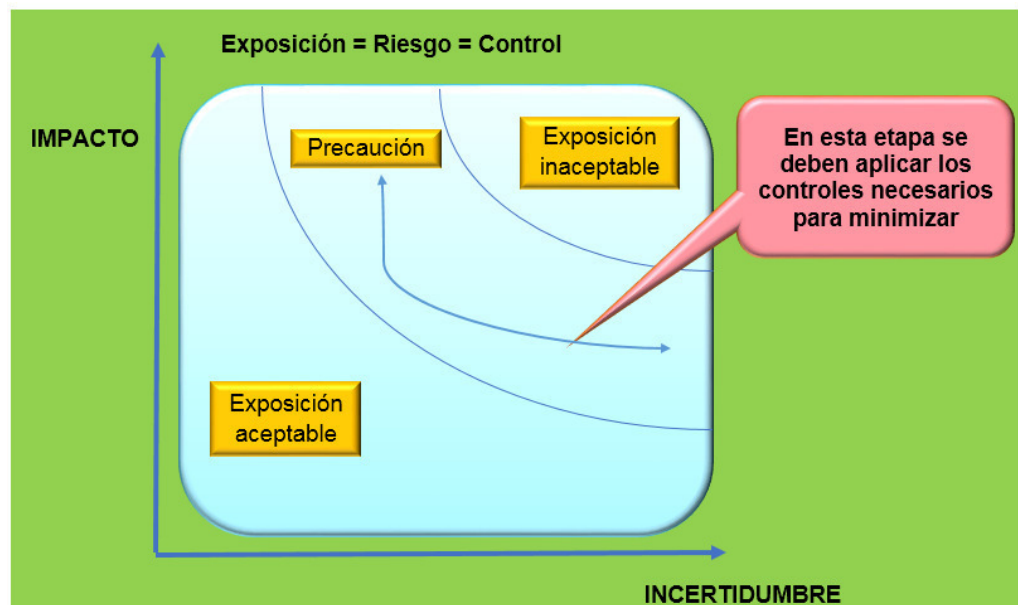 Exposición = Riesgo = Control
IMPACTO
Precaución
Exposición
inaceptable
En esta etapa se
deben aplicar los
controles necesarios
para minimizar
Exposición
aceptable
INCERTIDUMBRE